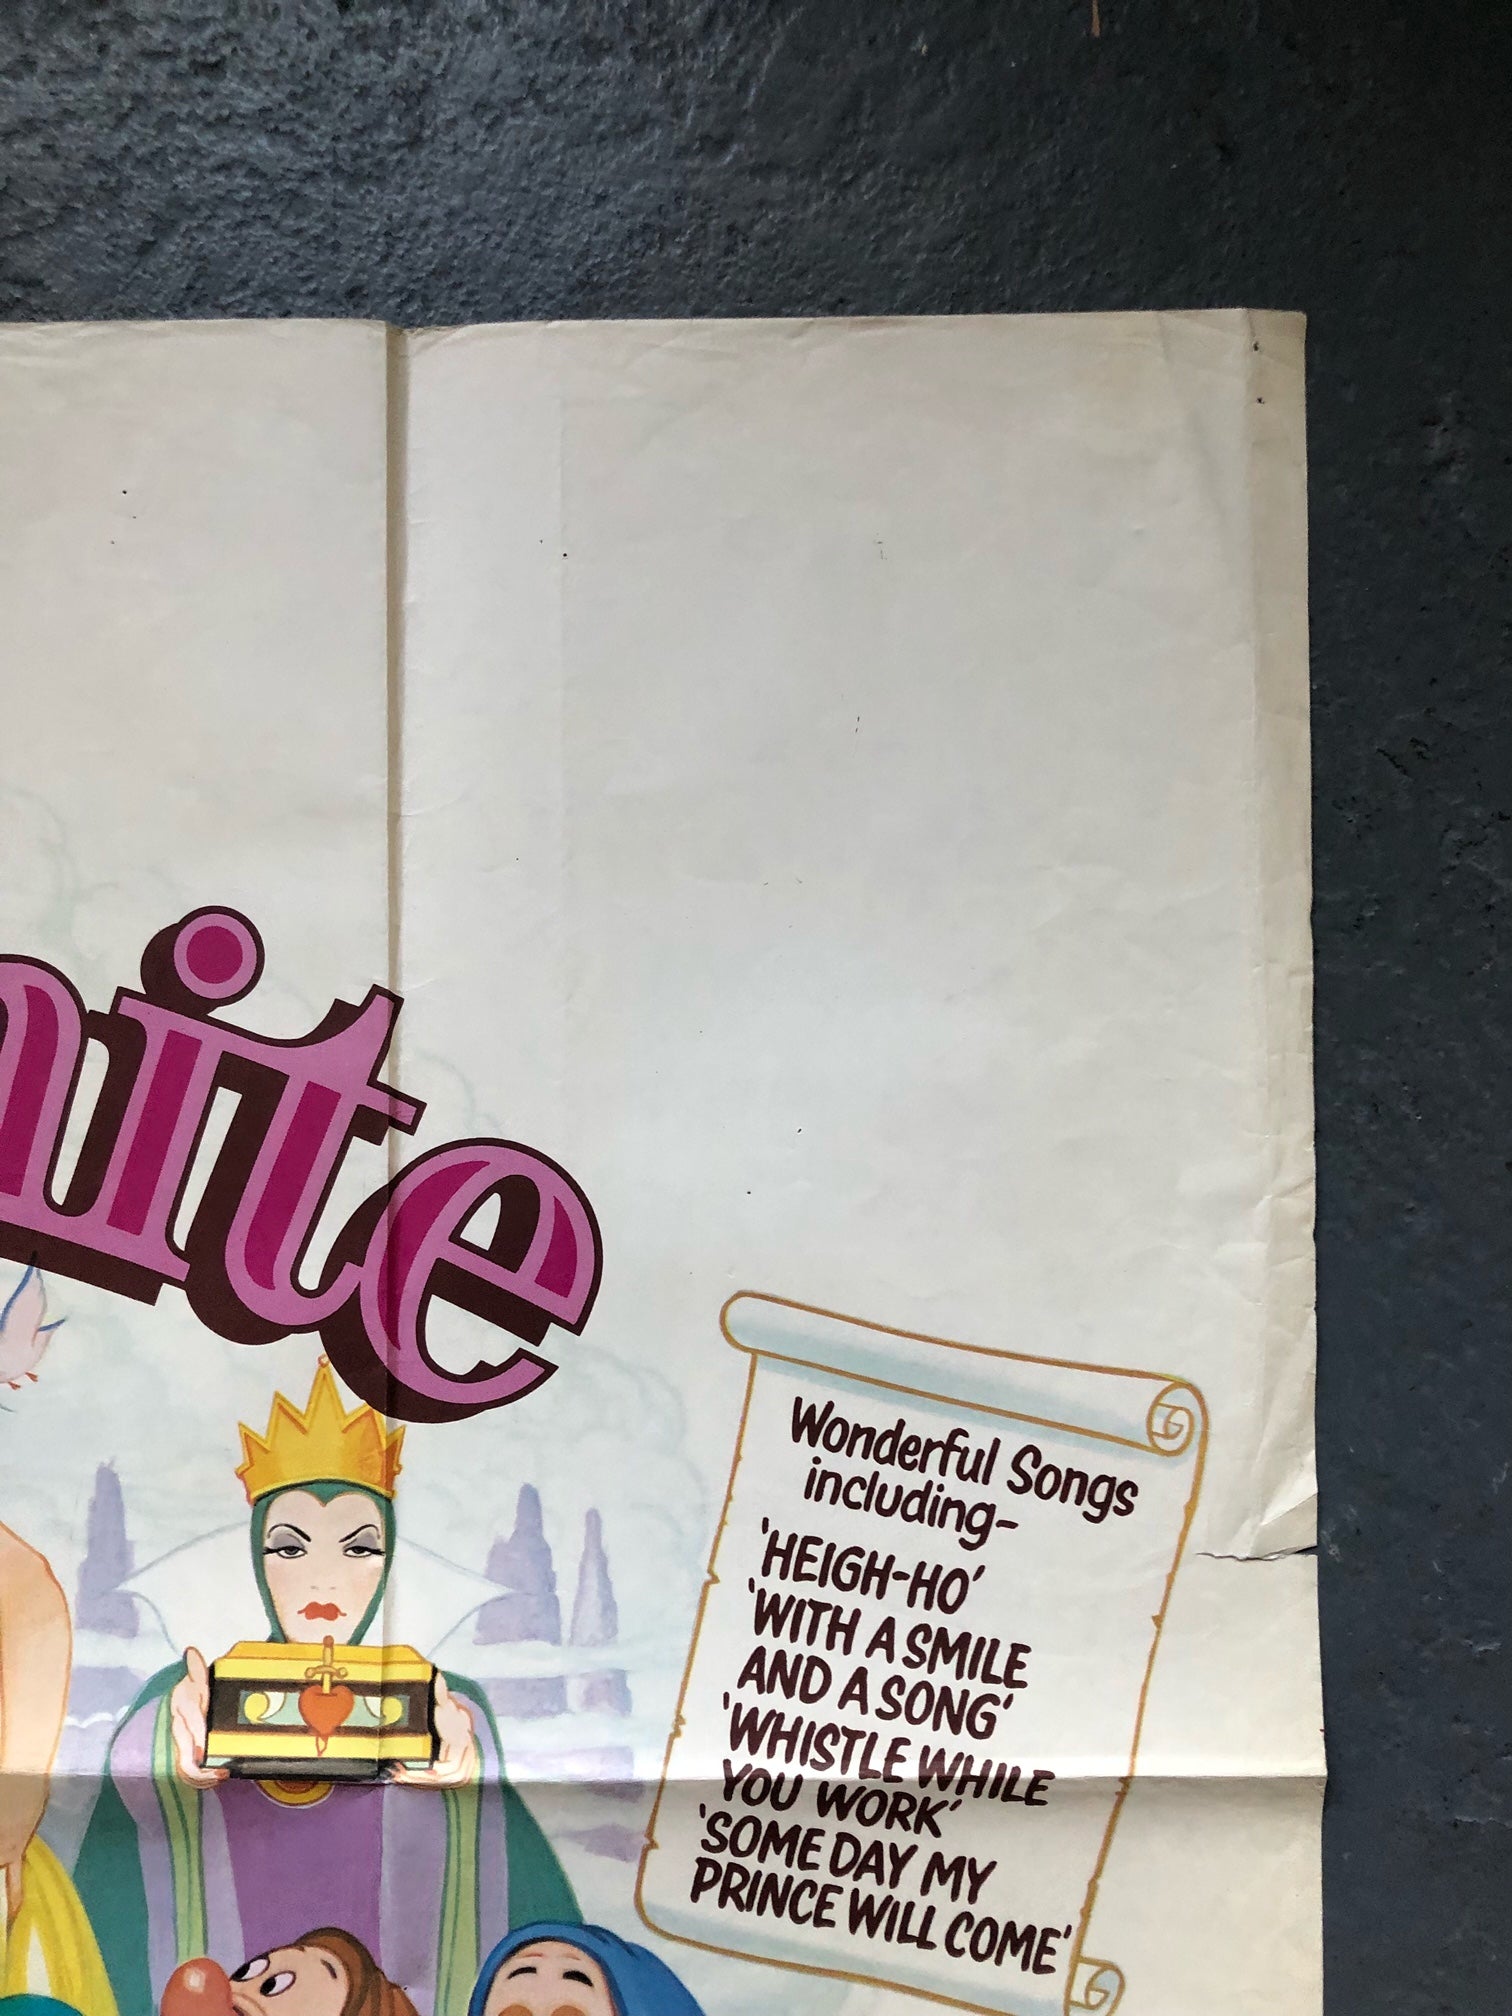 nite
Wonderful Songs
including-
'HEIGH-HO'
'WITH A SMILE
AND A SONG'
'WHISTLE WHILE
YOU WORK'
'SOME DAY MY
PRINCE WILL COME'